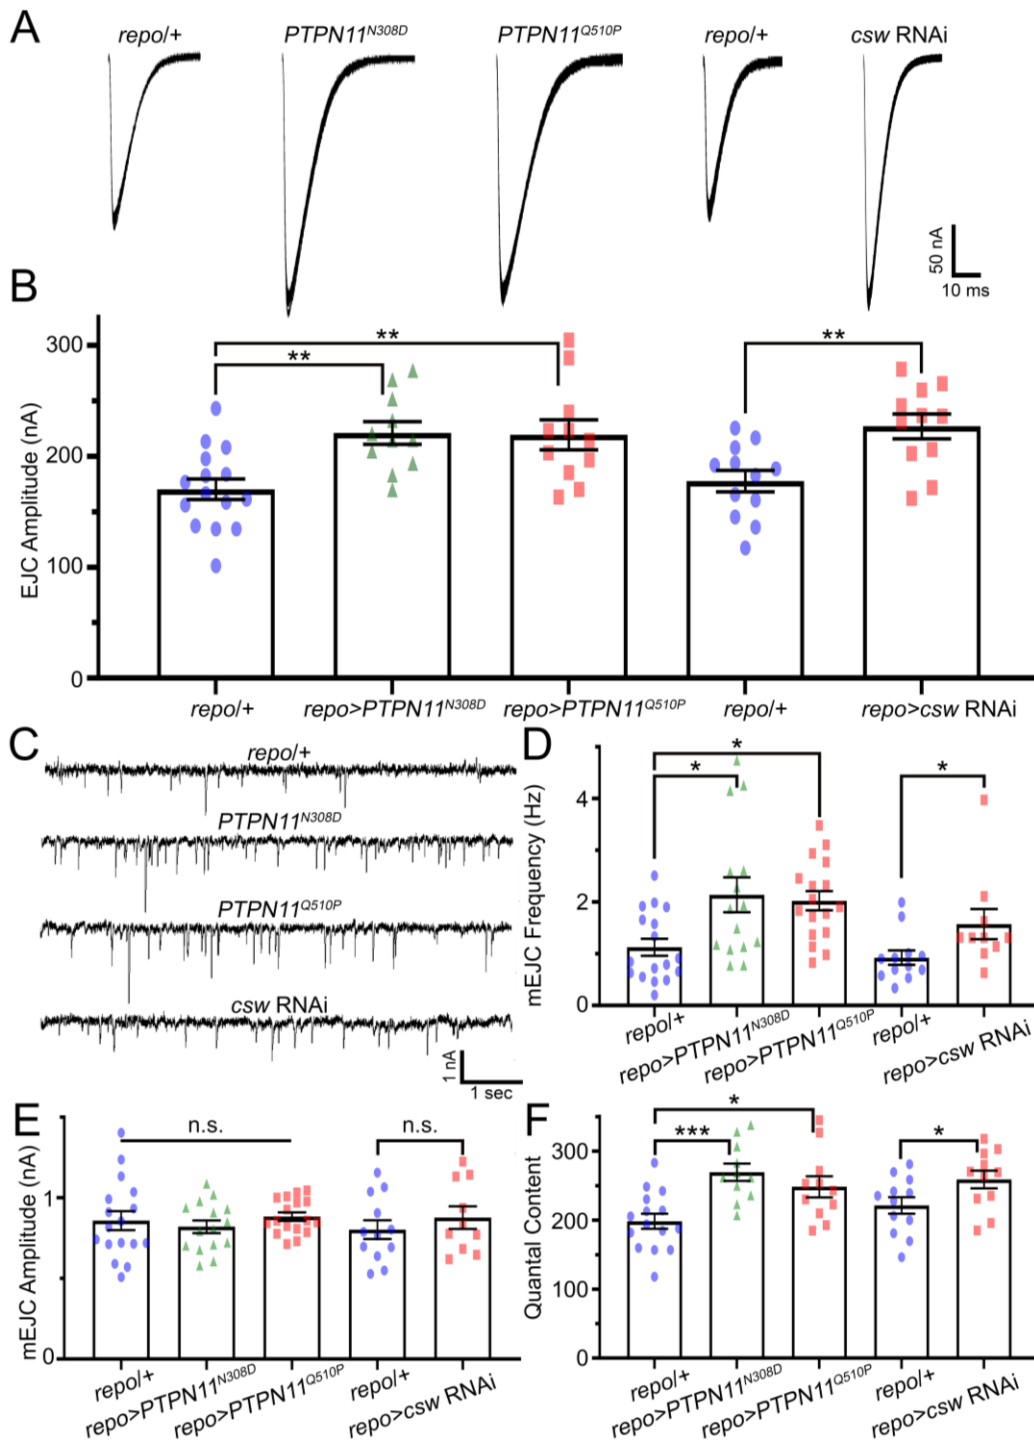 A
repo/+ PTPN11N308D PTPN11Q510P repo/+ csw RNAi
50 nA
10 ms
B
EJC Amplitude (nA)
300
200
100
0
** ** **
repo/+ repo>PTPN11N308D repo>PTPN11Q510P repo/+ repo>csw RNAi
C
repo/+
PTPN11N308D
PTPN11Q510P
csw RNAi
1 nA
1 sec
D
mEJC Frequency (Hz)
4
2
0
* * *
repo/+ repo>PTPN11N308D repo>PTPN11Q510P repo/+ repo>csw RNAi
E
mEJC Amplitude (nA)
1
0
n.s. n.s.
repo/+ repo>PTPN11N308D repo>PTPN11Q510P repo/+ repo>csw RNAi
F
Quantal Content
300
200
100
0
*** * *
repo/+ repo>PTPN11N308D repo>PTPN11Q510P repo/+ repo>csw RNAi